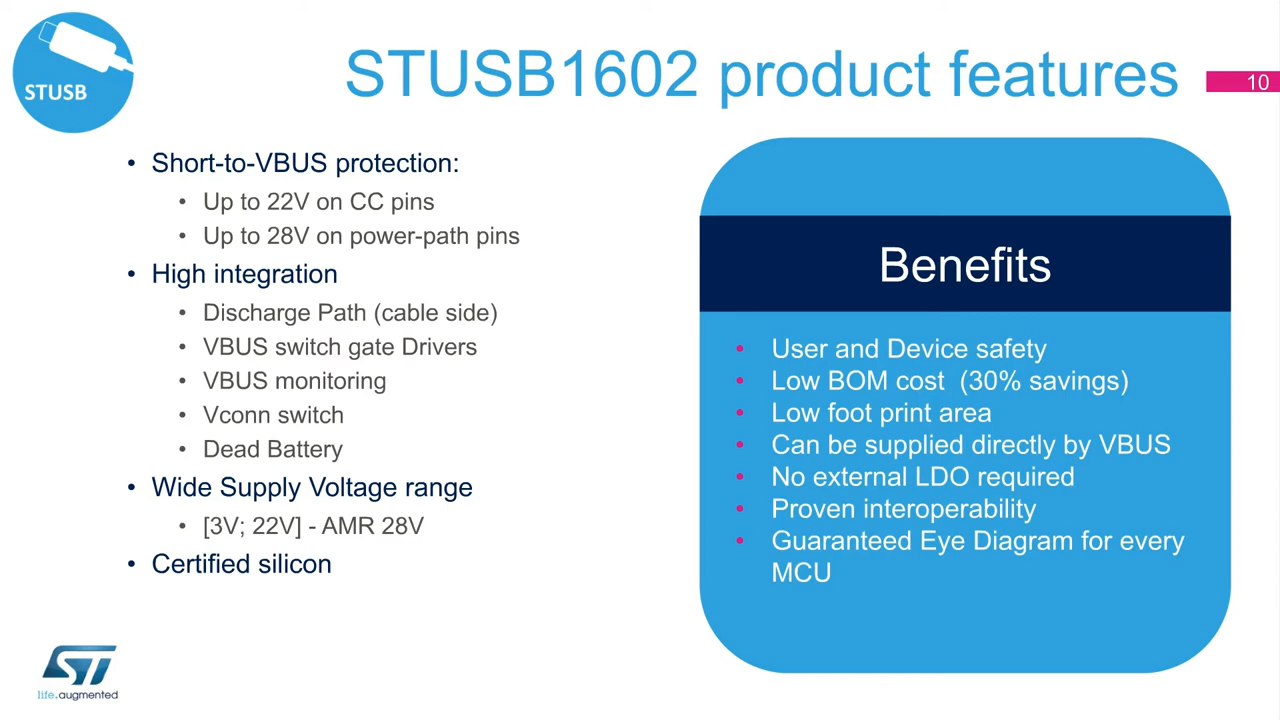 STUSB
STUSB1602 product features
10
• Short-to-VBUS protection:
• Up to 22V on CC pins
• Up to 28V on power-path pins
• High integration
• Discharge Path (cable side)
• VBUS switch gate Drivers
• VBUS monitoring
• Vconn switch
• Dead Battery
• Wide Supply Voltage range
• [3V; 22V] - AMR 28V
• Certified silicon
Benefits
• User and Device safety
• Low BOM cost (30% savings)
• Low foot print area
• Can be supplied directly by VBUS
• No external LDO required
• Proven interoperability
• Guaranteed Eye Diagram for every
MCU
ST
life.augmented